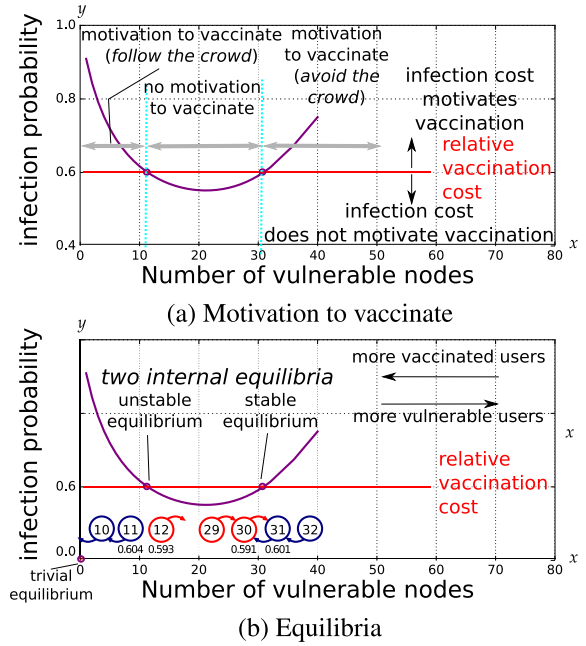 y
1.0
motivation to vaccinate
(follow the crowd)
motivation
to vaccinate
(avoid the
crowd)
no motivation
to vaccinate
infection cost
motivates
vaccination
0.8
relative
vaccination
cost
0.6
infection cost
does not motivate vaccination
0.4
infection probability
x
0 10 20 30 40 50 60 70 80
Number of vulnerable nodes
(a) Motivation to vaccinate
y
infection probability
two internal equilibria
unstable
equilibrium
stable
equilibrium
more vaccinated users
more vulnerable users
x
relative
vaccination
cost
0.6
10 11 12 29 30 31 32
0.604 0.593 0.591 0.601
0.0
trivial
equilibrium
0 10 20 30 40 50 60 70 80
x
Number of vulnerable nodes
(b) Equilibria